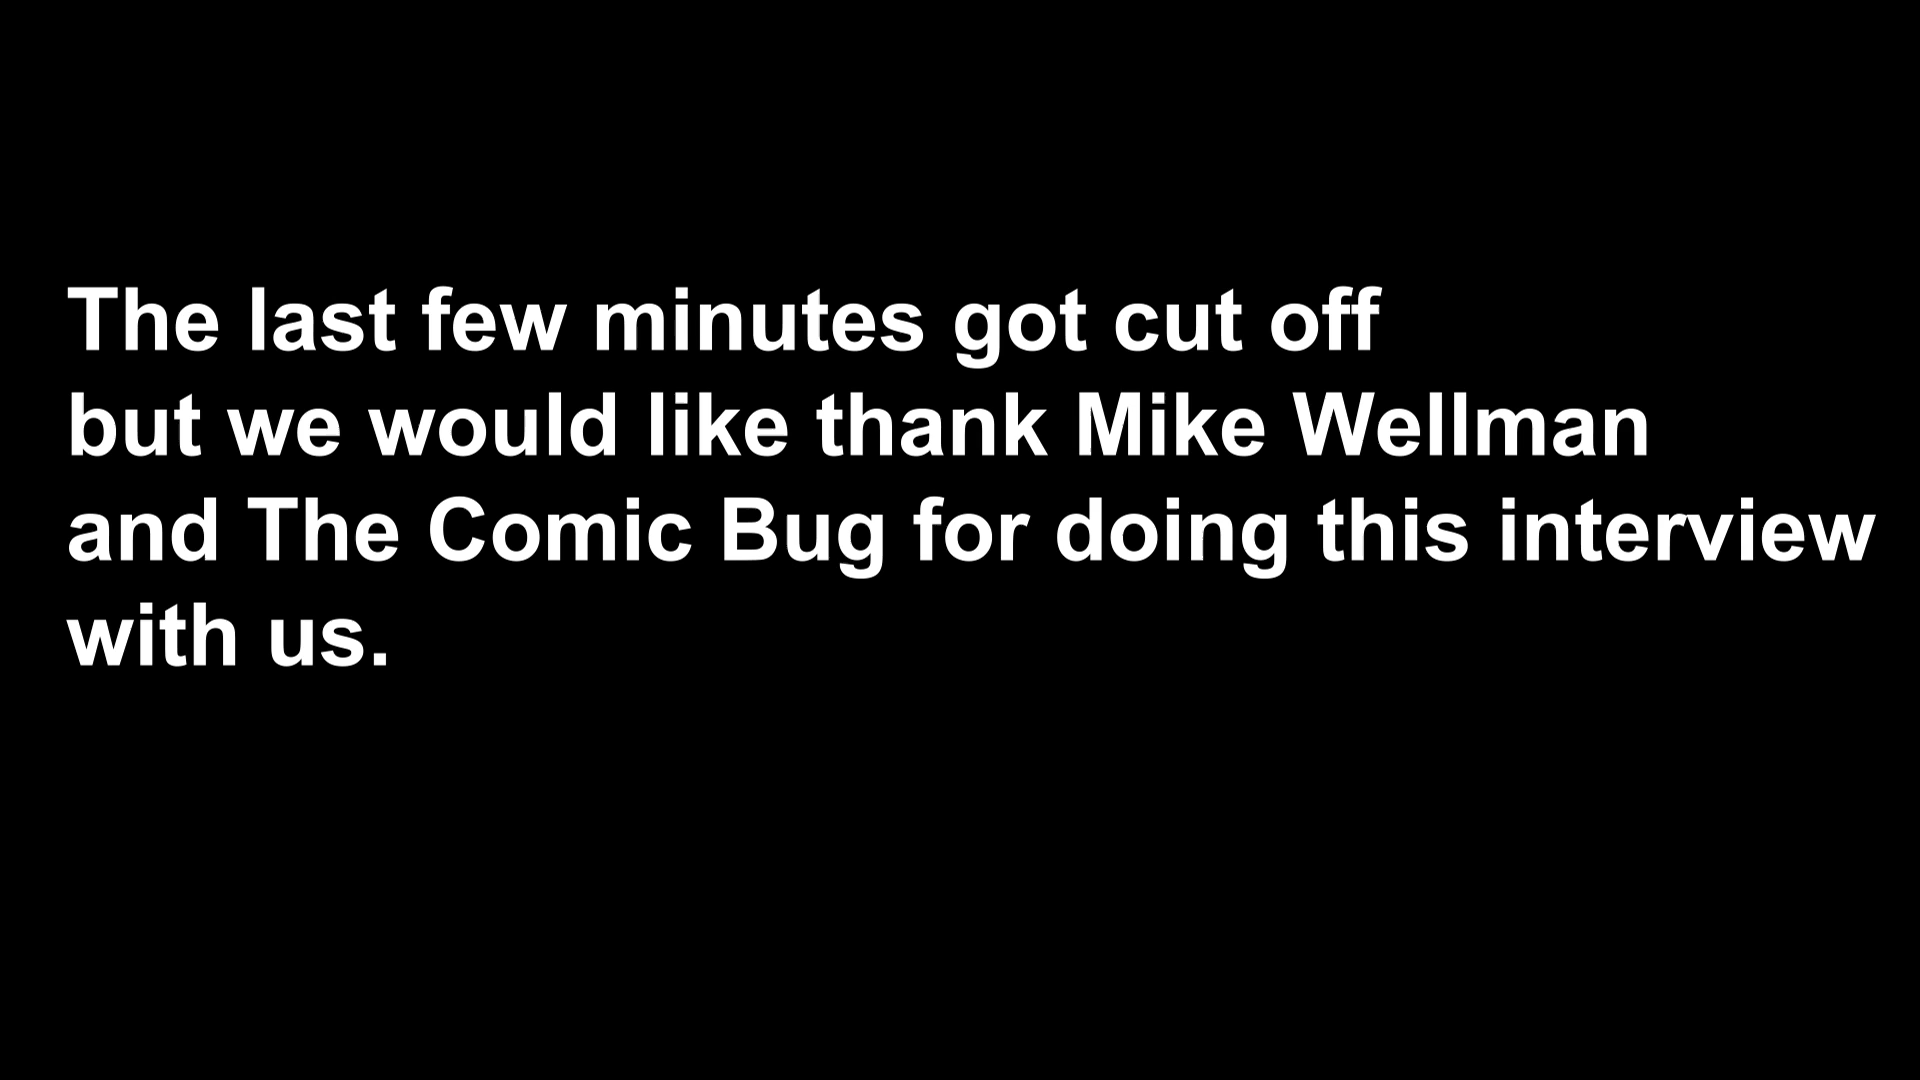 The last few minutes got cut off
but we would like thank Mike Wellman
and The Comic Bug for doing this interview
with us.